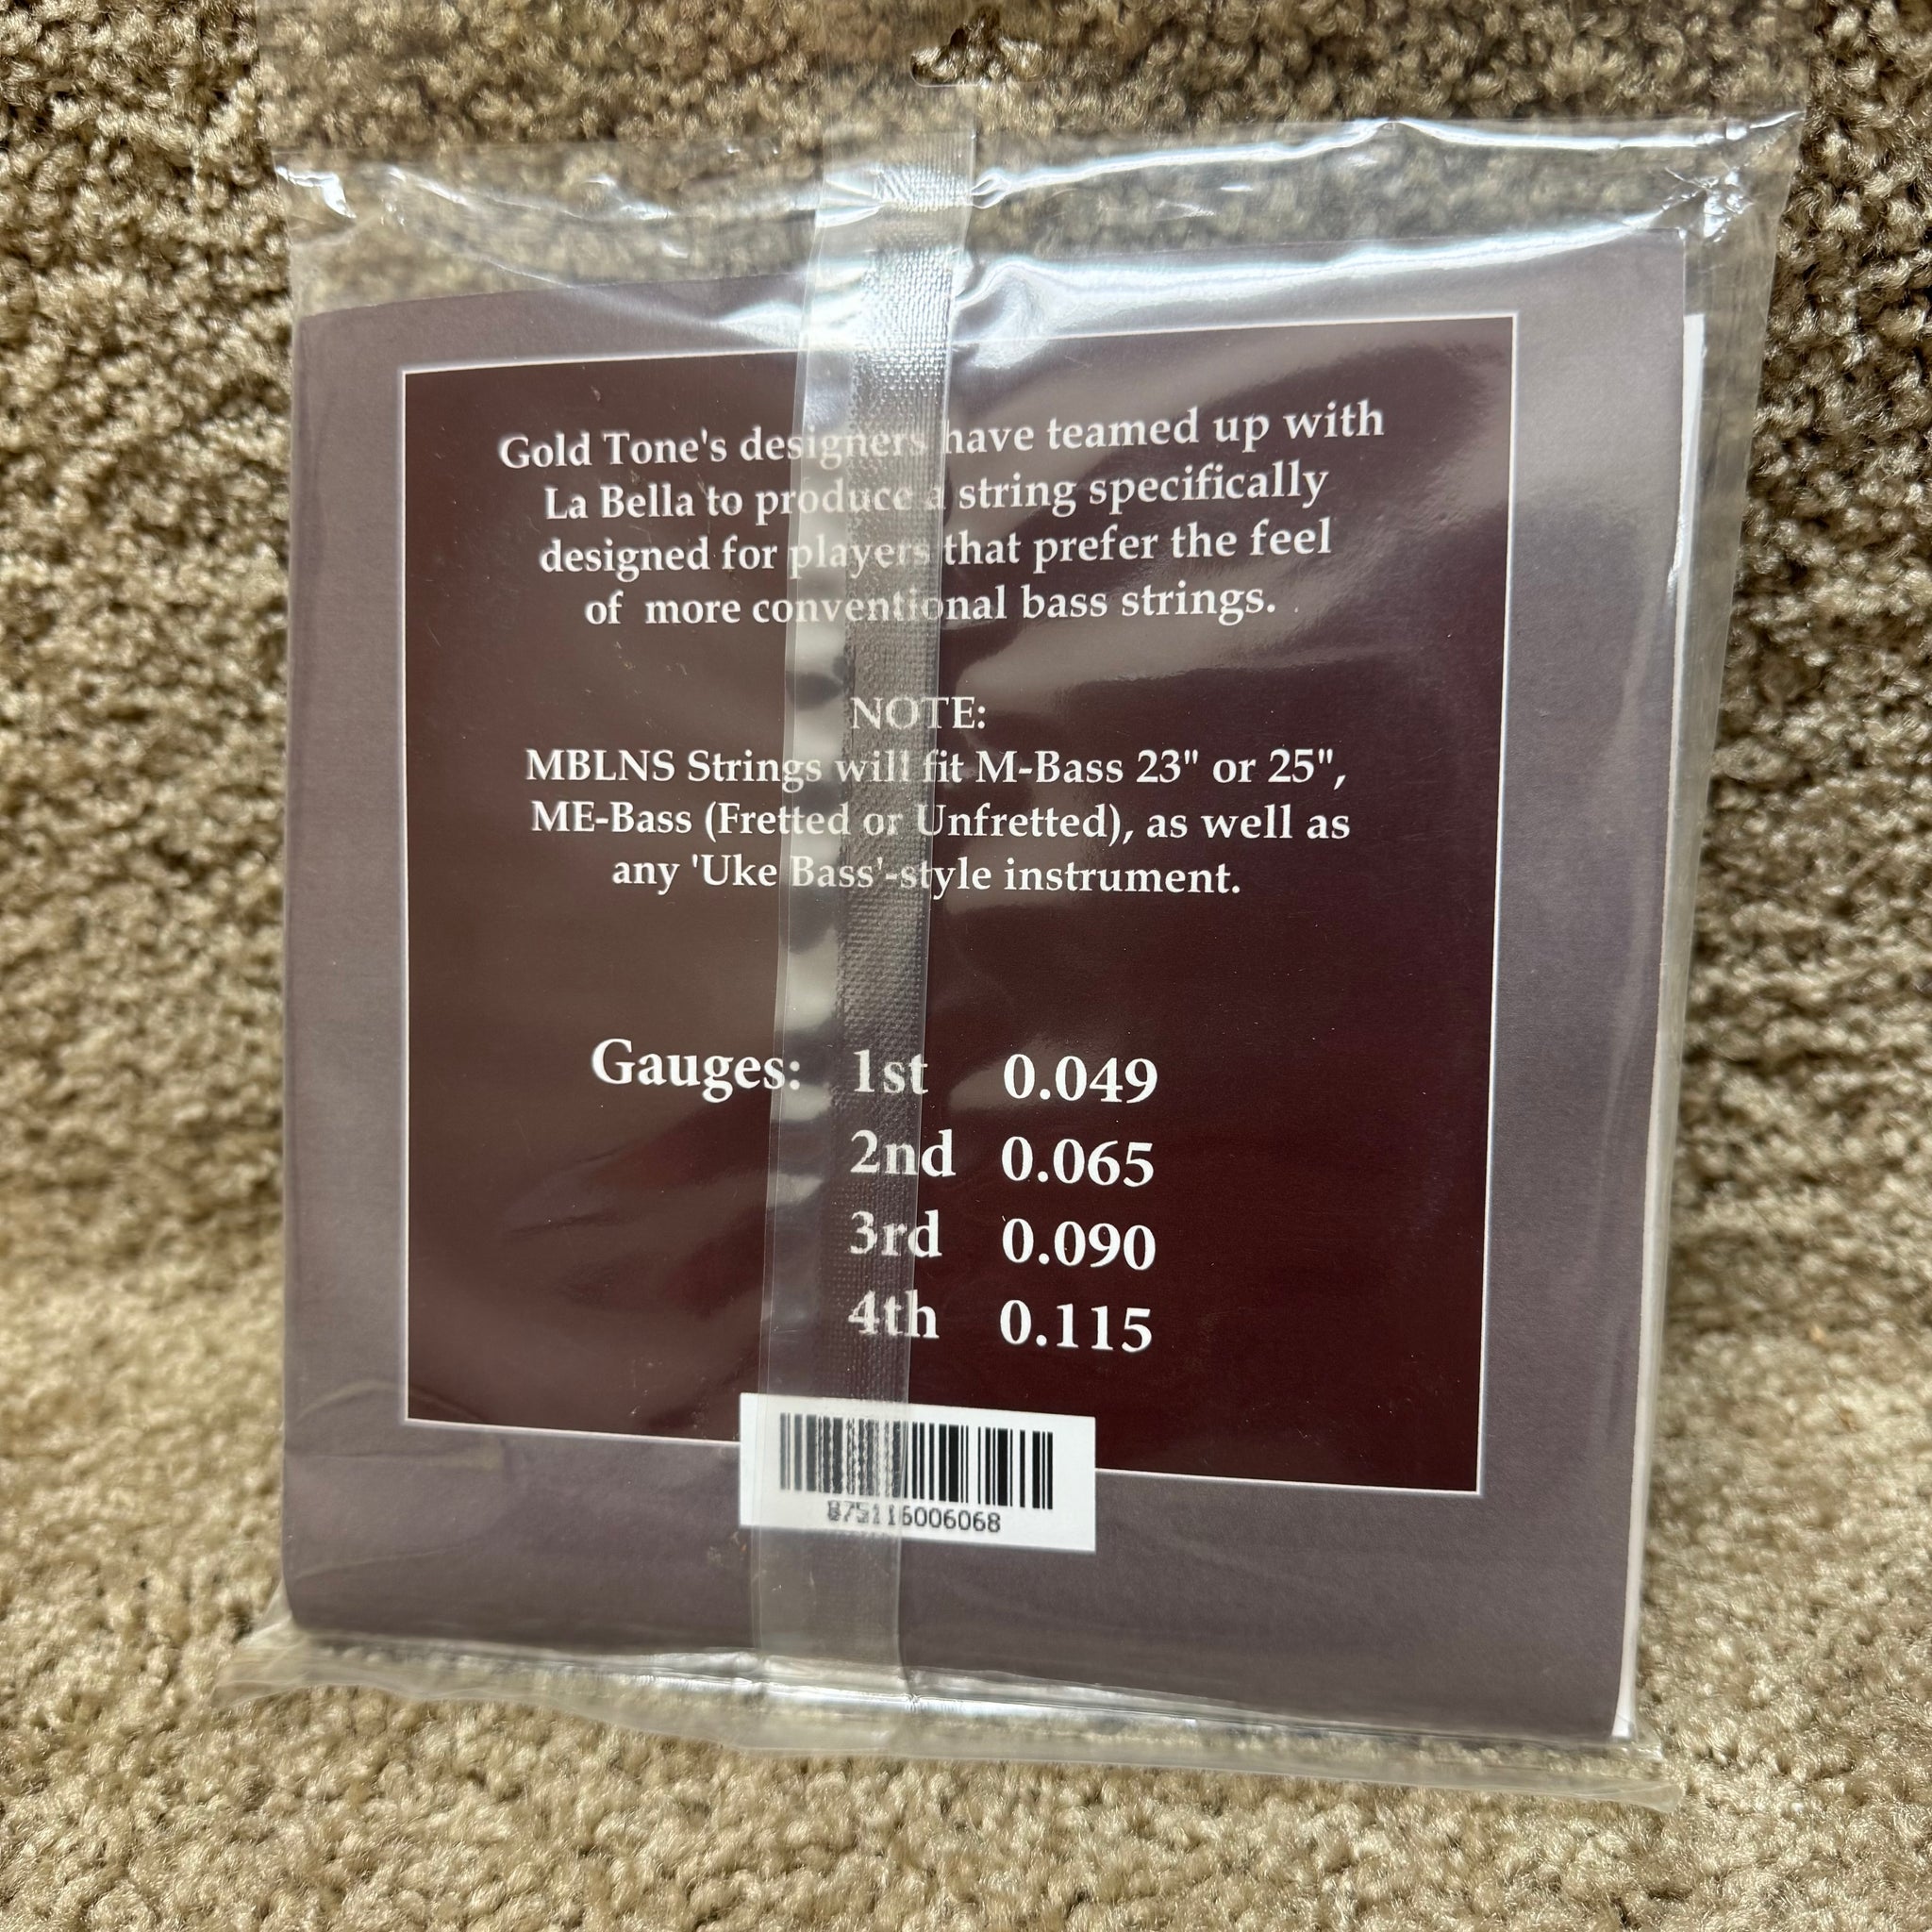 Gold Tone's designers have teamed up with
La Bella to produce a string specifically
designed for players that prefer the feel
of more conventional bass strings.
NOTE:
MBLNS Strings will fit M-Bass 23" or 25",
ME-Bass (Fretted or Unfretted), as well as
any 'Uke Bass'-style instrument.
Gauges: 1st 0.049
2nd 0.065
3rd 0.090
4th 0.115
875116006068